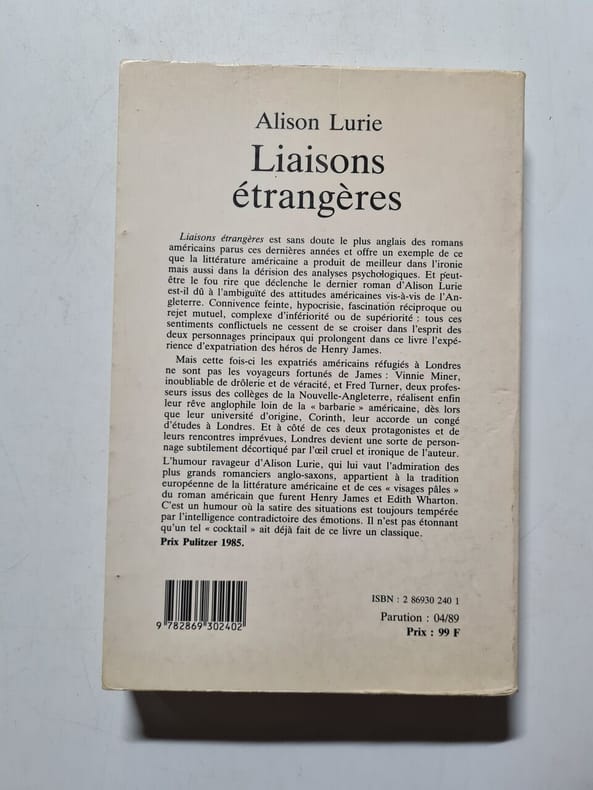 Alison Lurie
Liaisons
étrangères
Liaisons étrangères est sans doute le plus anglais des romans
américains parus ces dernières années et offre un exemple de ce
que la littérature américaine a produit de meilleur dans l'ironie
mais aussi dans la dérision des analyses psychologiques. Et peut-
être le fou rire que déclenche le dernier roman d'Alison Lurie
est-il dû à l'ambiguïté des attitudes américaines vis-à-vis de l'An-
gleterre. Connivence feinte, hypocrisie, fascination réciproque ou
rejet mutuel, complexe d'infériorité ou de supériorité : tous ces
sentiments conflictuels ne cessent de se croiser dans l'esprit des
deux personnages principaux qui prolongent dans ce livre l'expé-
rience d'expatriation des héros de Henry James.
Mais cette fois-ci les expatriés américains réfugiés à Londres
ne sont pas les voyageurs fortunés de James : Vinnie Miner,
inoubliable de drôlerie et de véracité, et Fred Turner, deux profes-
seurs issus des collèges de la Nouvelle-Angleterre, réalisent enfin
leur rêve anglophile loin de la « barbarie » américaine, dès lors
que leur université d'origine, Corinth, leur accorde un congé
d'études à Londres. Et à côté de ces deux protagonistes et de
leurs rencontres imprévues, Londres devient une sorte de person-
nage subtilement décortiqué par l'œil cruel et ironique de l'auteur.
L'humour ravageur d'Alison Lurie, qui lui vaut l'admiration des
plus grands romanciers anglo-saxons, appartient à la tradition
européenne de la littérature américaine et de ces « visages pâles »
du roman américain que furent Henry James et Edith Wharton.
C'est un humour où la satire des situations est toujours tempérée
par l'intelligence contradictoire des émotions. Il n'est pas étonnant
qu'un tel « cocktail » ait déjà fait de ce livre un classique.
Prix Pulitzer 1985.
ISBN : 2 86930 240 1
Parution : 04/89
Prix : 99 F
9 782869 302402